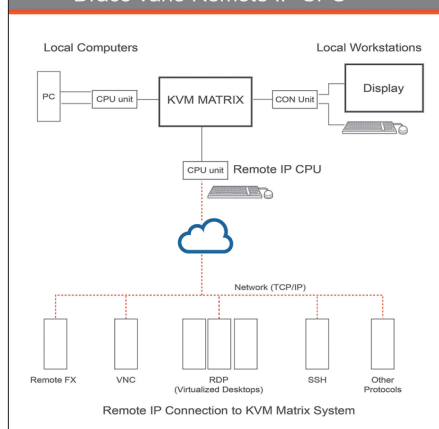 Local Computers
Local Workstations
PC
CPU unit
KVM MATRIX
CON Unit
Display
CPU unit
Remote IP CPU
Network (TCP/IP)
Remote FX
VNC
RDP
(Virtualized Desktops)
SSH
Other
Protocols
Remote IP Connection to KVM Matrix System